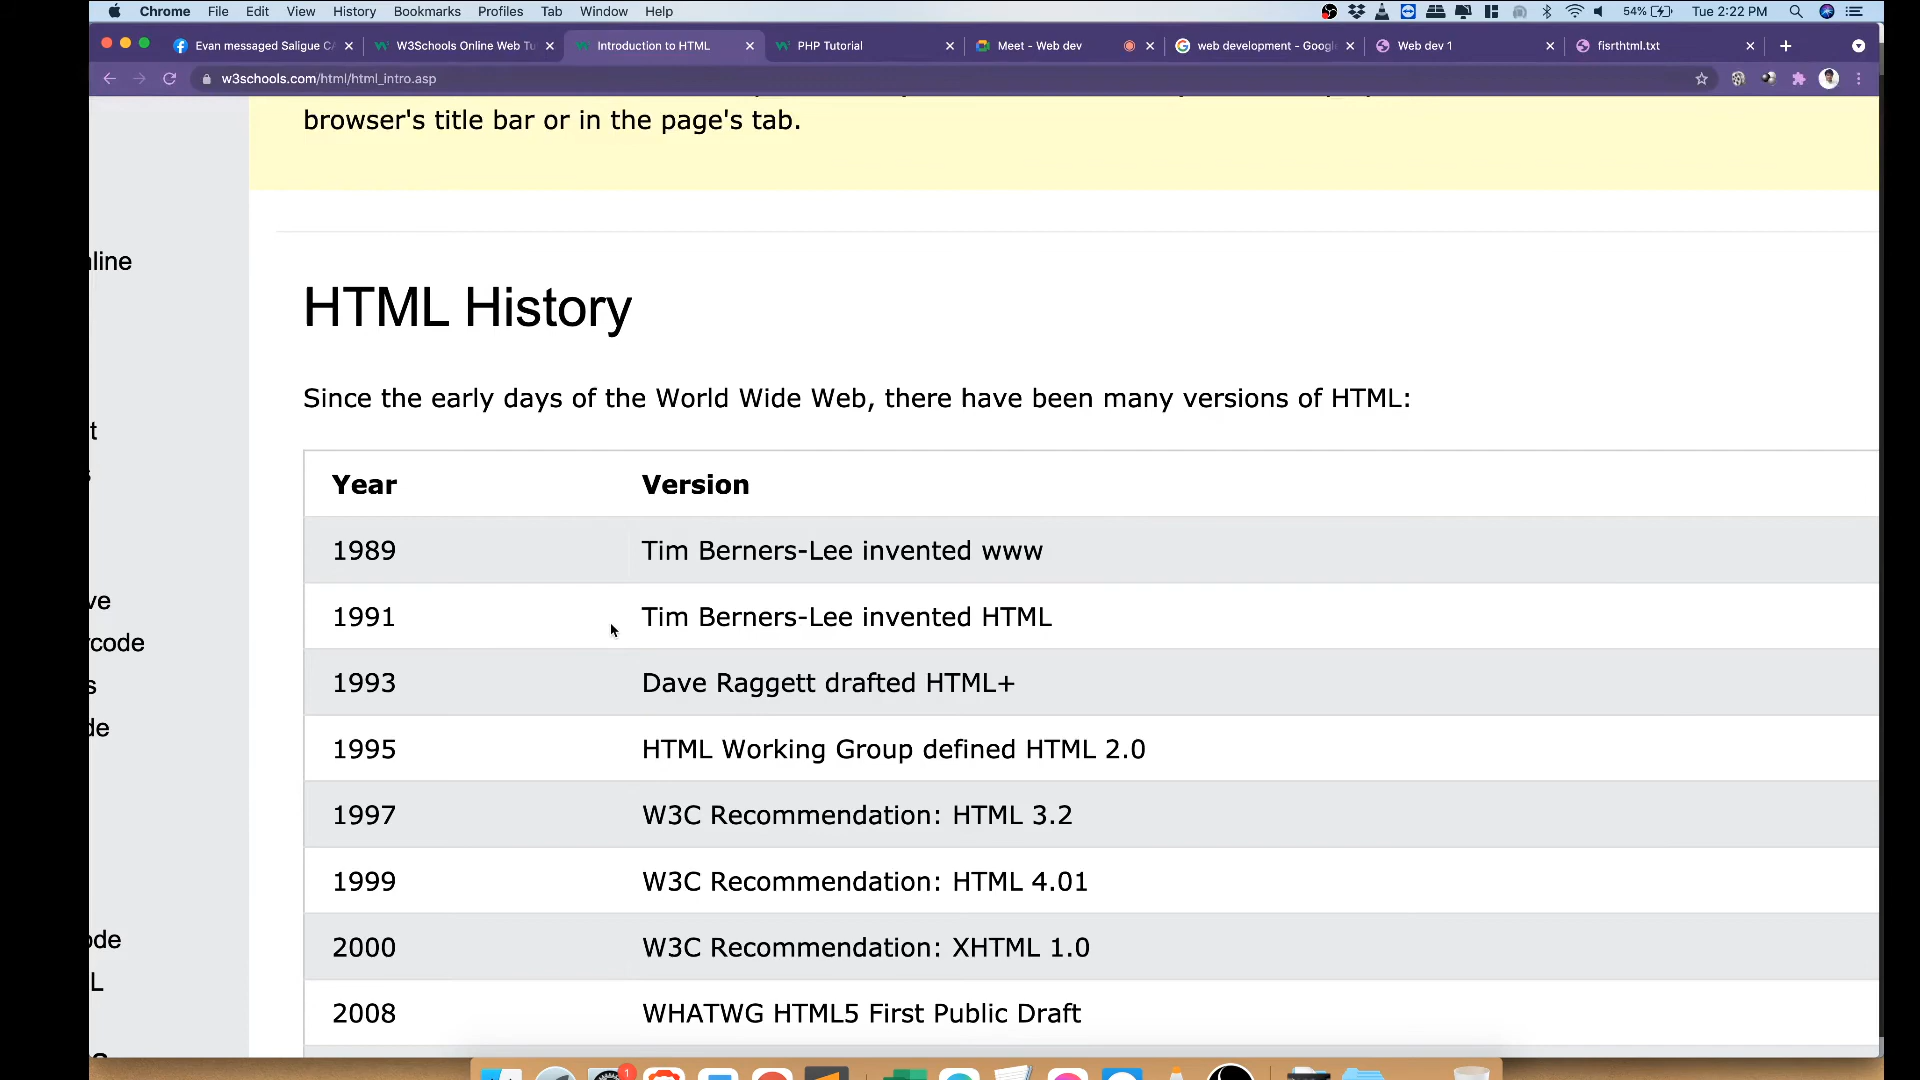 Chrome File Edit View History Bookmarks Profiles Tab Window Help 54% Tue 2:22 PM
Evan messaged Saligue CA W3Schools Online Web Tu Introduction to HTML PHP Tutorial Meet - Web dev web development - Google Web dev 1 fisrthtml.txt
w3schools.com/html/html_intro.asp
browser's title bar or in the page's tab.
line
HTML History
Since the early days of the World Wide Web, there have been many versions of HTML:
t
s
Year Version
1989 Tim Berners-Lee invented www
ve
1991 Tim Berners-Lee invented HTML
rcode
s
1993 Dave Raggett drafted HTML+
de
1995 HTML Working Group defined HTML 2.0
1997 W3C Recommendation: HTML 3.2
1999 W3C Recommendation: HTML 4.01
ode
2000 W3C Recommendation: XHTML 1.0
L
2008 WHATWG HTML5 First Public Draft
1